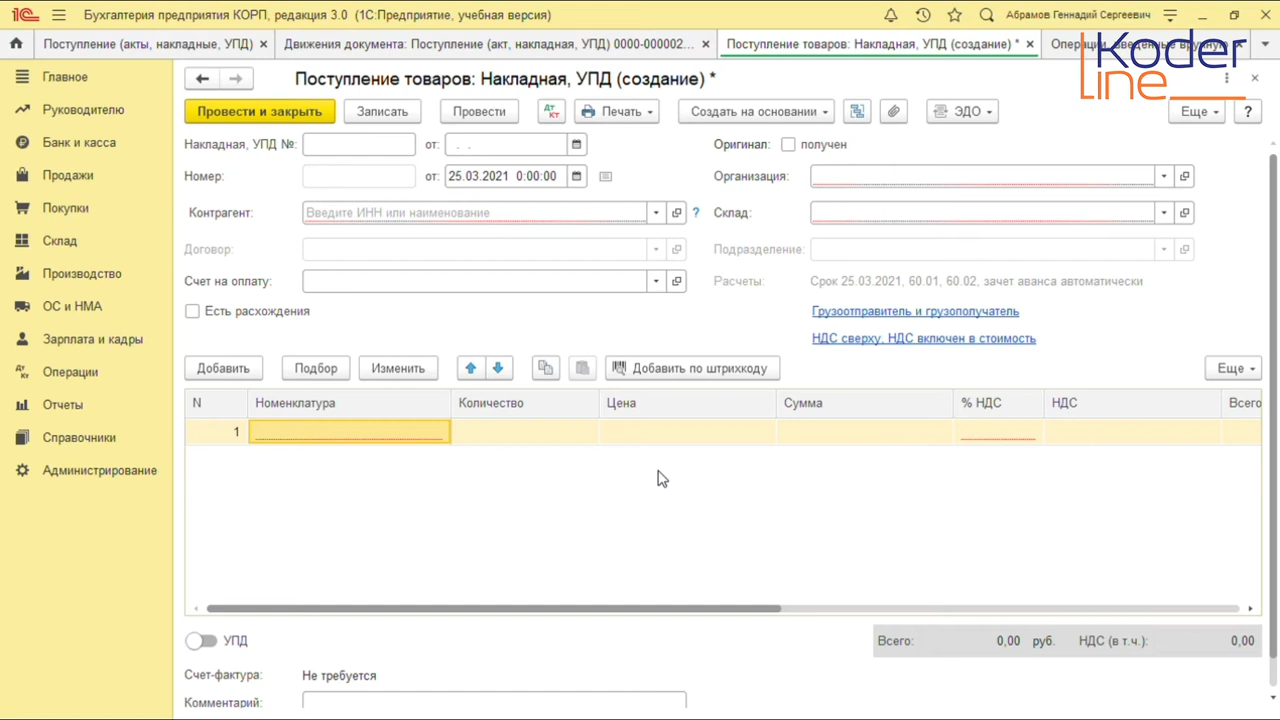 Бухгалтерия предприятия КОРП, редакция 3.0 (1С:Предприятие, учебная версия)
Абрамов Геннадий Сергеевич
Поступление (акты, накладные, УПД) ×
Движения документа: Поступление (акт, накладная, УПД) 0000-000002... ×
Поступление товаров: Накладная, УПД (создание) * ×
Koder line
Главное
Руководителю
Банк и касса
Продажи
Покупки
Склад
Производство
ОС и НМА
Зарплата и кадры
Операции
Отчеты
Справочники
Администрирование
Поступление товаров: Накладная, УПД (создание) *
Провести и закрыть
Записать
Провести
Дт Кт
Печать
Создать на основании
ЭДО
Еще
?
Накладная, УПД №:
от: . .
Оригинал: получен
Номер:
от: 25.03.2021 0:00:00
Организация:
Контрагент: Введите ИНН или наименование ?
Склад:
Договор:
Подразделение:
Счет на оплату:
Расчеты: Срок 25.03.2021, 60.01, 60.02, зачет аванса автоматически
Есть расхождения
Грузоотправитель и грузополучатель
НДС сверху, НДС включен в стоимость
Добавить
Подбор
Изменить
Добавить по штрихкоду
Еще
N Номенклатура Количество Цена Сумма % НДС НДС Всего
1
УПД
Всего: 0,00 руб. НДС (в т.ч.): 0,00
Счет-фактура: Не требуется
Комментарий: